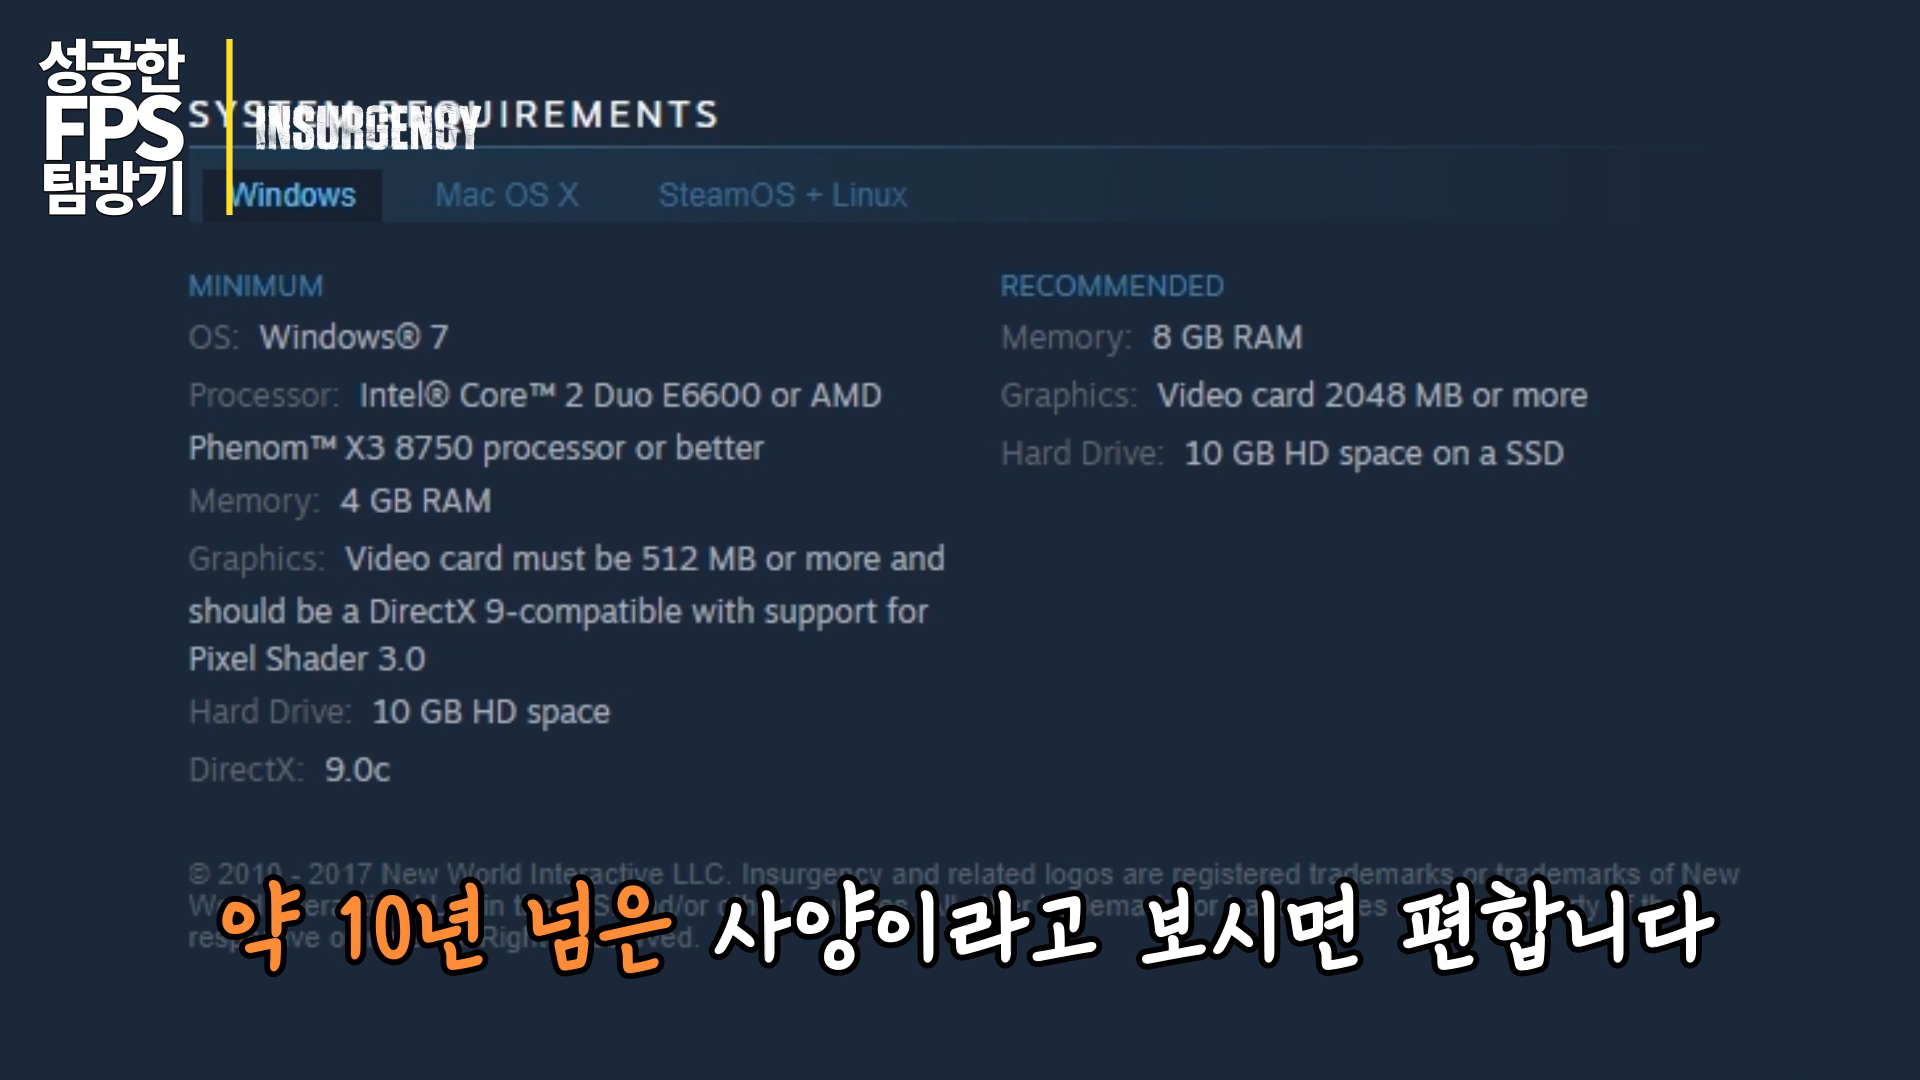 성공한
FPS
탐방기
INSURGENCY
SYSTEM REQUIREMENTS
Windows Mac OS X SteamOS + Linux
MINIMUM
OS: Windows® 7
Processor: Intel® Core™ 2 Duo E6600 or AMD
Phenom™ X3 8750 processor or better
Memory: 4 GB RAM
Graphics: Video card must be 512 MB or more and
should be a DirectX 9-compatible with support for
Pixel Shader 3.0
Hard Drive: 10 GB HD space
DirectX: 9.0c
RECOMMENDED
Memory: 8 GB RAM
Graphics: Video card 2048 MB or more
Hard Drive: 10 GB HD space on a SSD
© 2010 - 2017 New World Interactive LLC. Insurgency and related logos are registered trademarks or trademarks of New
약 10년 넘은 사양이라고 보시면 편합니다